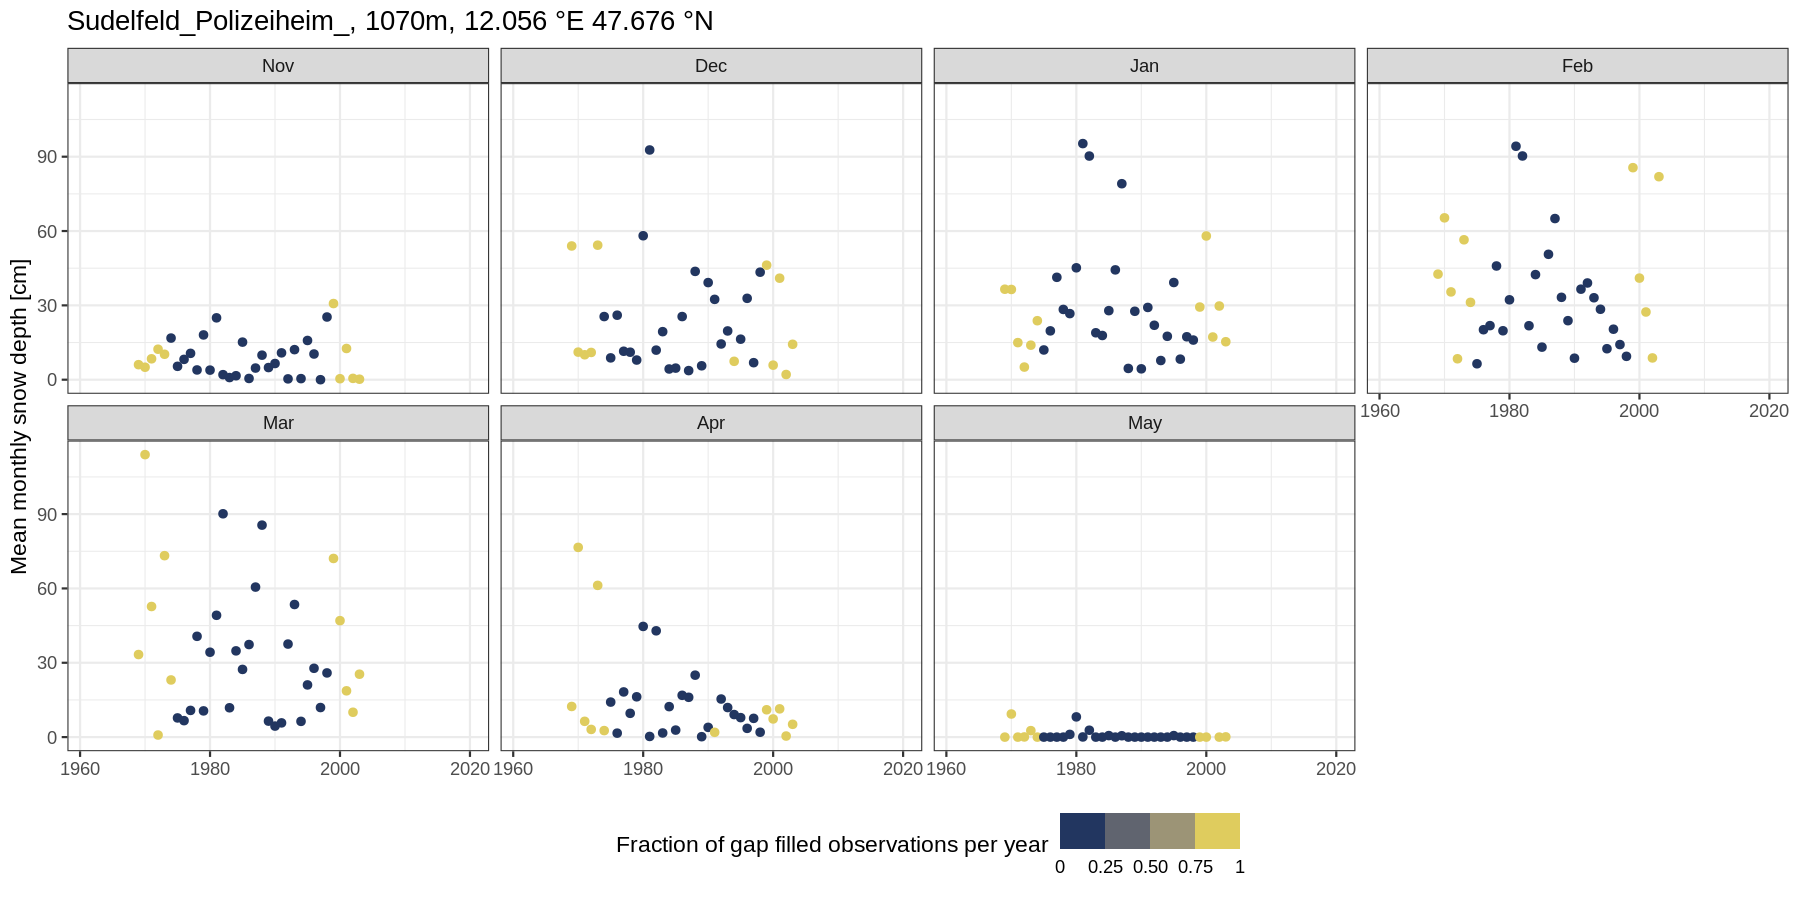 Sudelfeld_Polizeiheim_, 1070m, 12.056 °E 47.676 °N
Nov Dec Jan Feb
90
60
30
0
1960 1980 2000 2020
Mar Apr May
90
60
30
0
1960 1980 2000 2020 1960 1980 2000 2020 1960 1980 2000 2020
Mean monthly snow depth [cm]
Fraction of gap filled observations per year
0 0.25 0.50 0.75 1